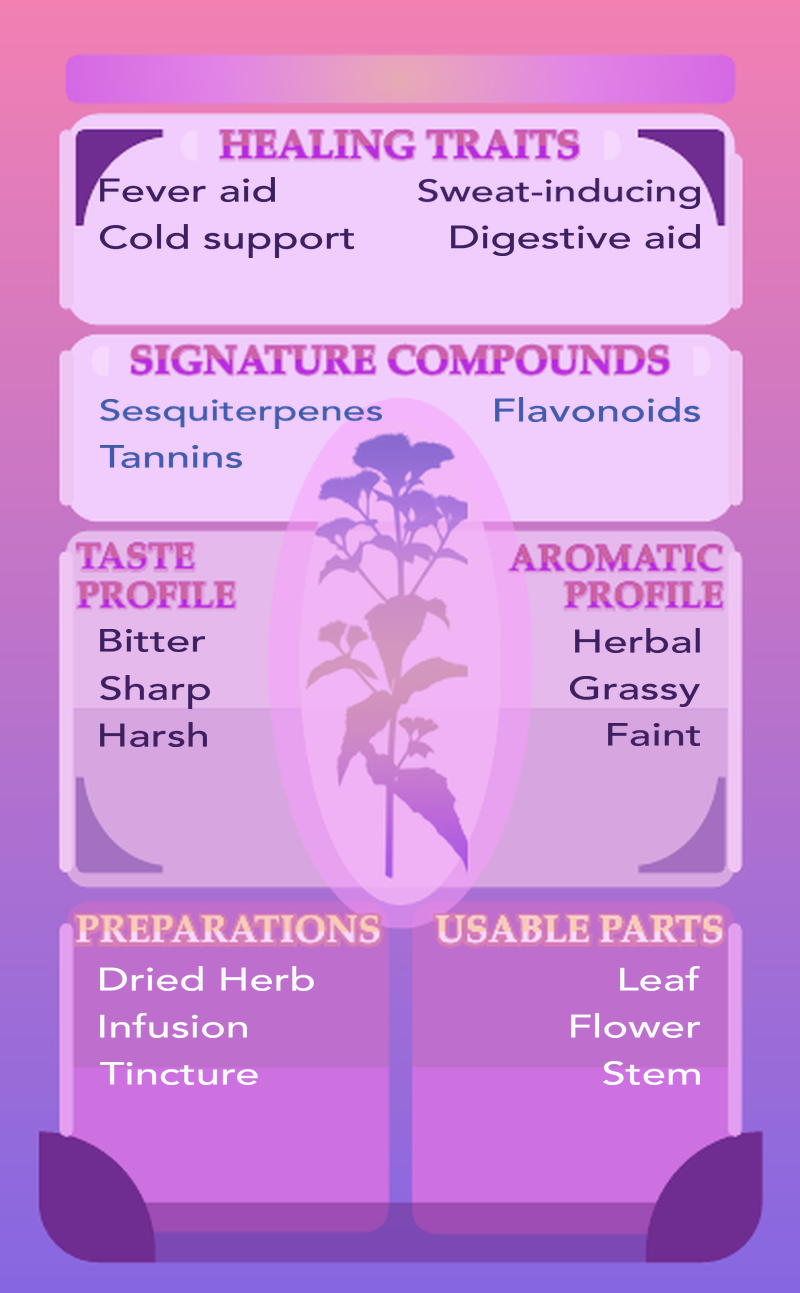 HEALING TRAITS
Fever aid
Cold support
Sweat-inducing
Digestive aid
SIGNATURE COMPOUNDS
Sesquiterpenes
Tannins
Flavonoids
TASTE
PROFILE
Bitter
Sharp
Harsh
AROMATIC
PROFILE
Herbal
Grassy
Faint
PREPARATIONS
Dried Herb
Infusion
Tincture
USABLE PARTS
Leaf
Flower
Stem